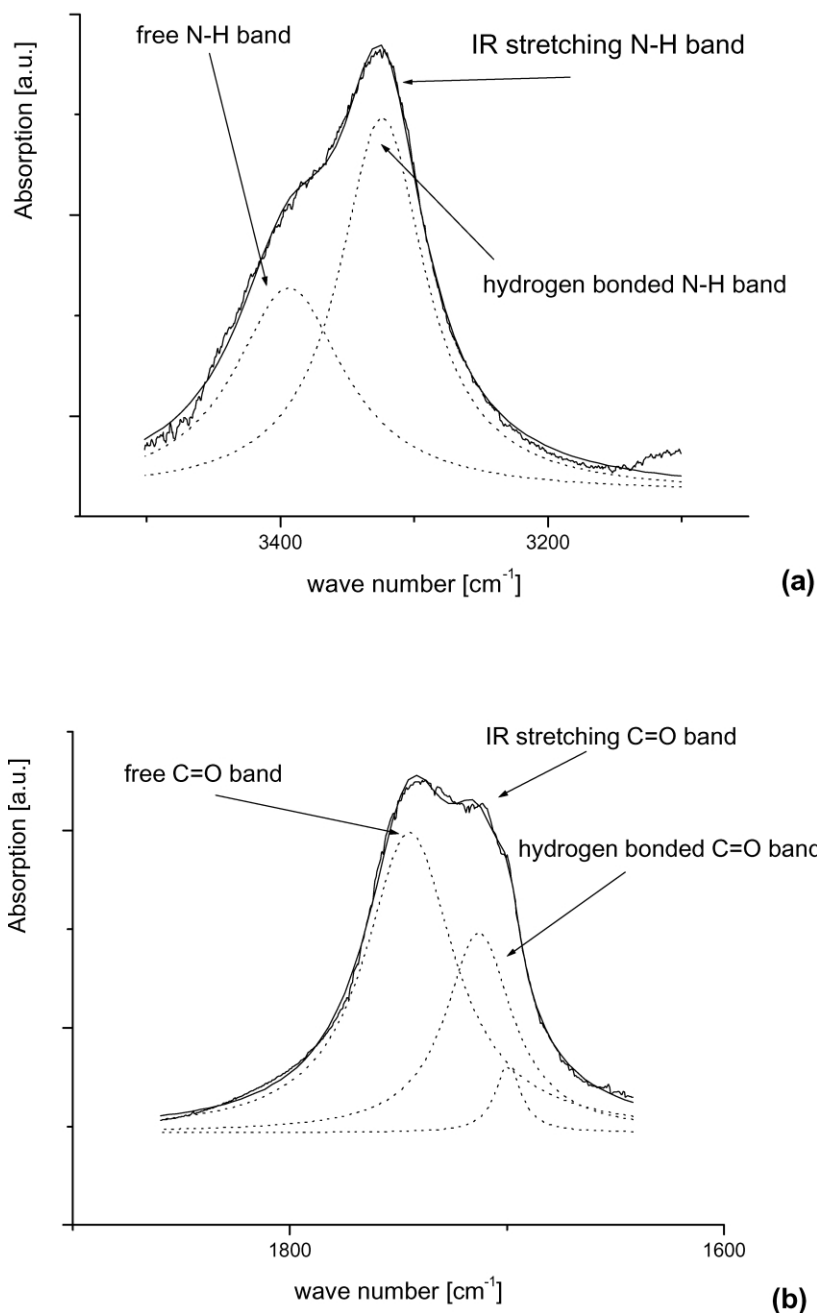 free N-H band
IR stretching N-H band
hydrogen bonded N-H band
Absorption [a.u.]
3400
3200
wave number [cm⁻¹]
(a)
IR stretching C=O band
free C=O band
hydrogen bonded C=O band
Absorption [a.u.]
1800
1600
wave number [cm⁻¹]
(b)